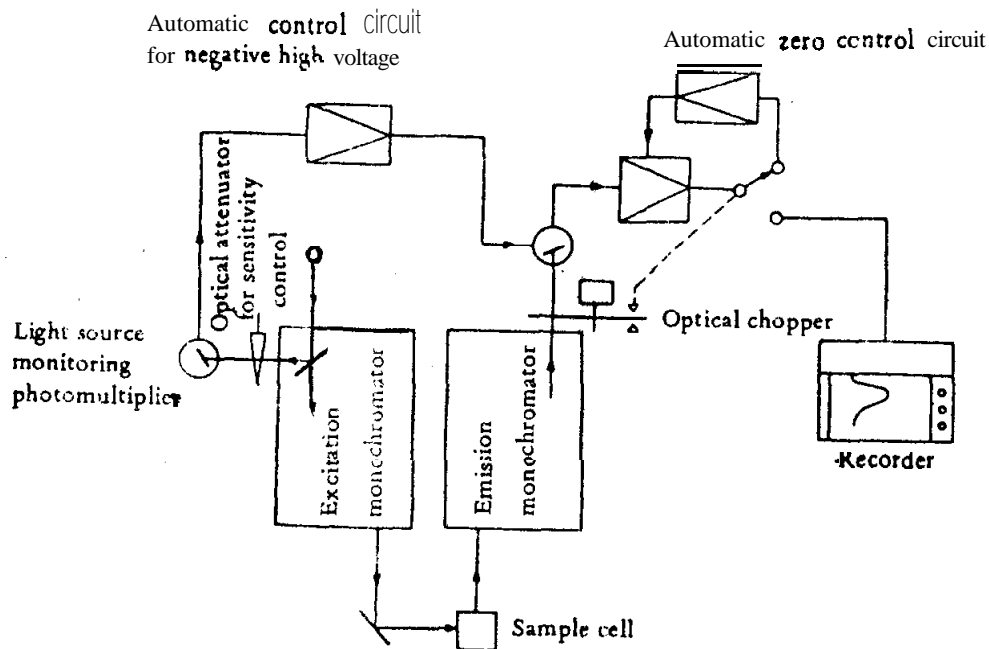 Automatic control circuit
for negative high voltage
Automatic zero control circuit
Optical attenuator
for sensitivity
control
Light source
monitoring
photomultiplier
Optical chopper
Excitation
monochromator
Emission
monochromator
Recorder
Sample cell